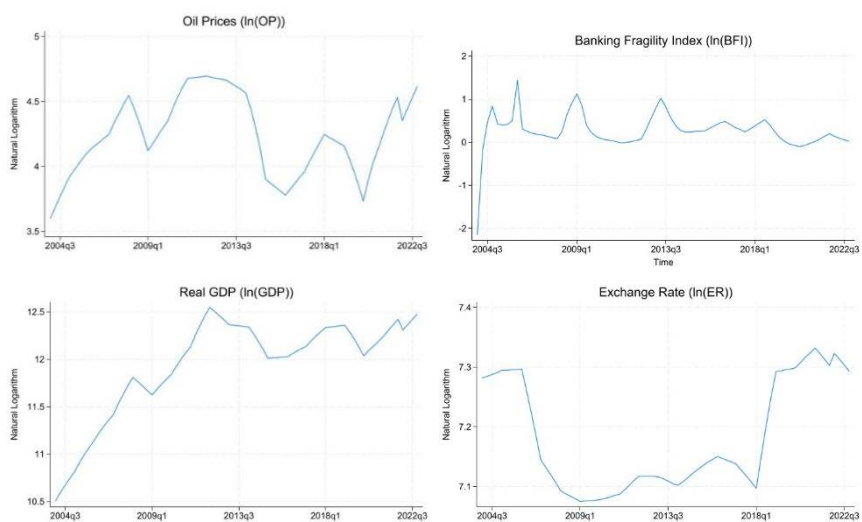 Oil Prices (ln(OP))
5
4.5
4
3.5
Natural Logarithm
2004q3 2009q1 2013q3 2018q1 2022q3
Banking Fragility Index (ln(BFI))
2
1
0
-1
-2
Natural Logarithm
2004q3 2009q1 2013q3 2018q1 2022q3
Time
Real GDP (ln(GDP))
12.5
12
11.5
11
10.5
Natural Logarithm
2004q3 2009q1 2013q3 2018q1 2022q3
Exchange Rate (ln(ER))
7.4
7.3
7.2
7.1
Natural Logarithm
2004q3 2009q1 2013q3 2018q1 2022q3